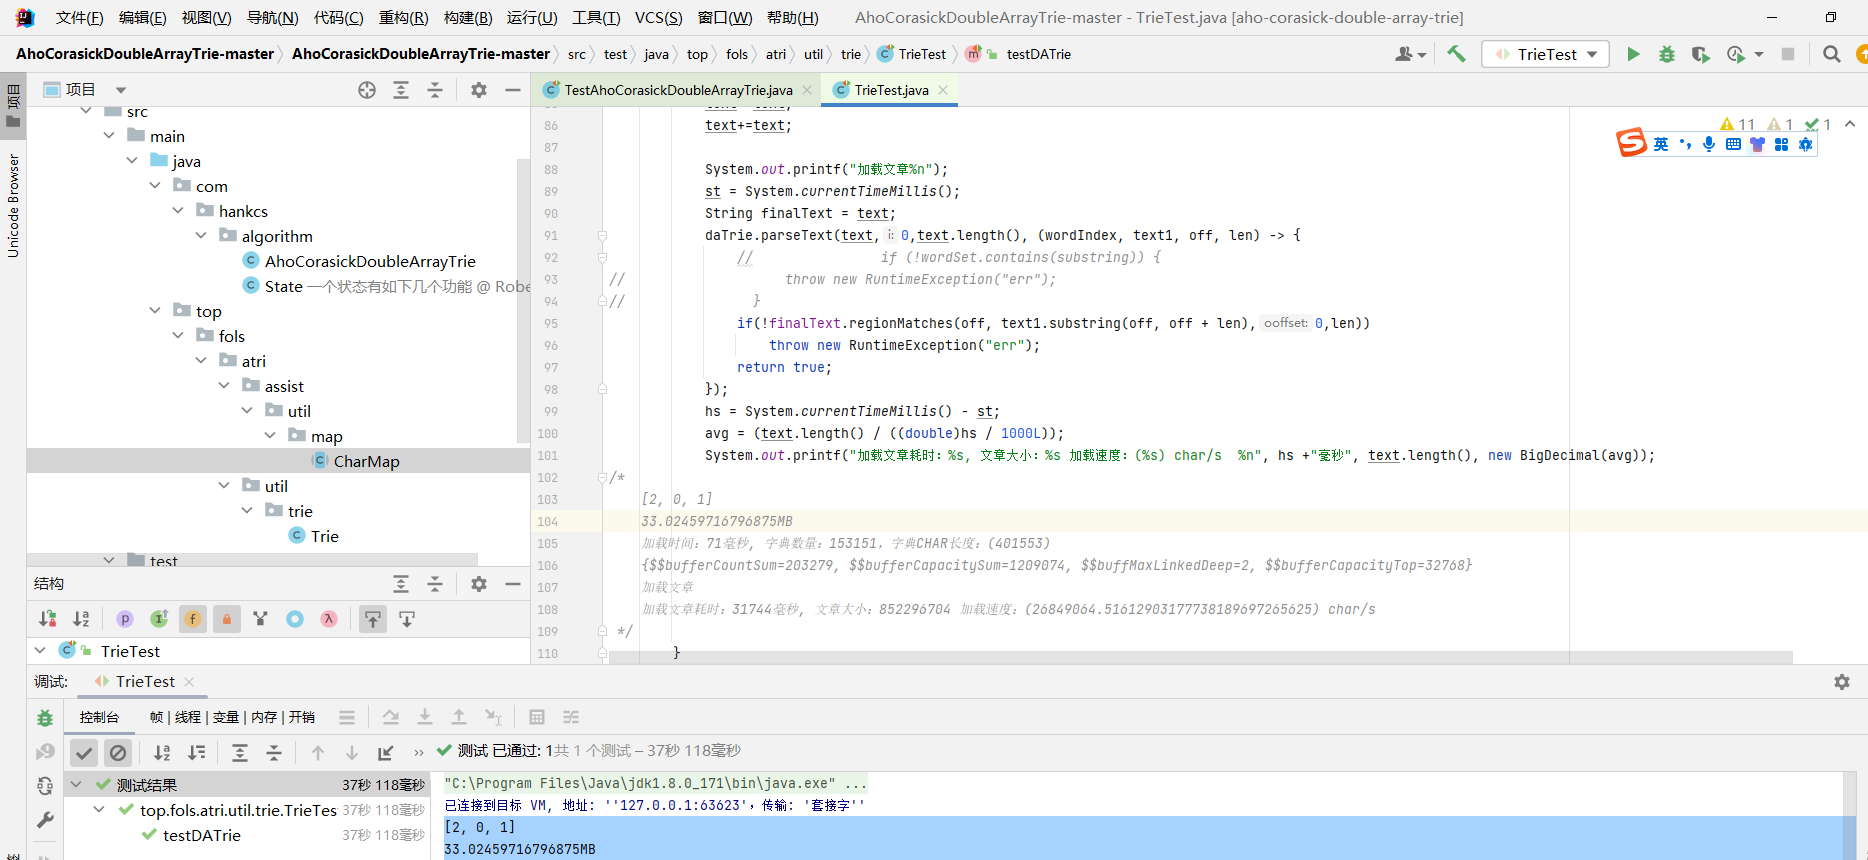 文件(F) 编辑(E) 视图(V) 导航(N) 代码(C) 重构(R) 构建(B) 运行(U) 工具(T) VCS(S) 窗口(W) 帮助(H) AhoCorasickDoubleArrayTrie-master - TrieTest.java [aho-corasick-double-array-trie]
AhoCorasickDoubleArrayTrie-master AhoCorasickDoubleArrayTrie-master src test java top fols atri util trie TrieTest testDATrie TrieTest
项目
Unicode Browser
项目
src
main
java
com
hankcs
algorithm
AhoCorasickDoubleArrayTrie
State 一个状态有如下几个功能 @ Robe
top
fols
atri
assist
util
map
CharMap
util
trie
Trie
test
结构
TrieTest
TestAhoCorasickDoubleArrayTrie.java TrieTest.java
11 1 1
英
86 text+=text;
87
88 System.out.printf("加载文章%n");
89 st = System.currentTimeMillis();
90 String finalText = text;
91 daTrie.parseText(text, i: 0,text.length(), (wordIndex, text1, off, len) -> {
92 // if (!wordSet.contains(substring)) {
93 // throw new RuntimeException("err");
94 // }
95 if(!finalText.regionMatches(off, text1.substring(off, off + len), ooffset: 0,len))
96 throw new RuntimeException("err");
97 return true;
98 });
99 hs = System.currentTimeMillis() - st;
100 avg = (text.length() / ((double)hs / 1000L));
101 System.out.printf("加载文章耗时：%s, 文章大小：%s 加载速度：(%s) char/s %n", hs +"毫秒", text.length(), new BigDecimal(avg));
102 /*
103 [2, 0, 1]
104 33.02459716796875MB
105 加载时间：71毫秒, 字典数量：153151，字典CHAR长度：(401553)
106 {$$bufferCountSum=203279, $$bufferCapacitySum=1209074, $$buffMaxLinkedDeep=2, $$bufferCapacityTop=32768}
107 加载文章
108 加载文章耗时：31744毫秒, 文章大小：852296704 加载速度：(26849064.516129031777381896972​65625) char/s
109 */
110 }
调试: TrieTest
控制台 帧 | 线程 | 变量 | 内存 | 开销
测试 已通过: 1共 1 个测试 – 37秒 118毫秒
测试结果 37秒 118毫秒
top.fols.atri.util.trie.TrieTes 37秒 118毫秒
testDATrie 37秒 118毫秒
"C:\Program Files\Java\jdk1.8.0_171\bin\java.exe" ...
已连接到目标 VM, 地址: ''127.0.0.1:63623'，传输: '套接字''
[2, 0, 1]
33.02459716796875MB